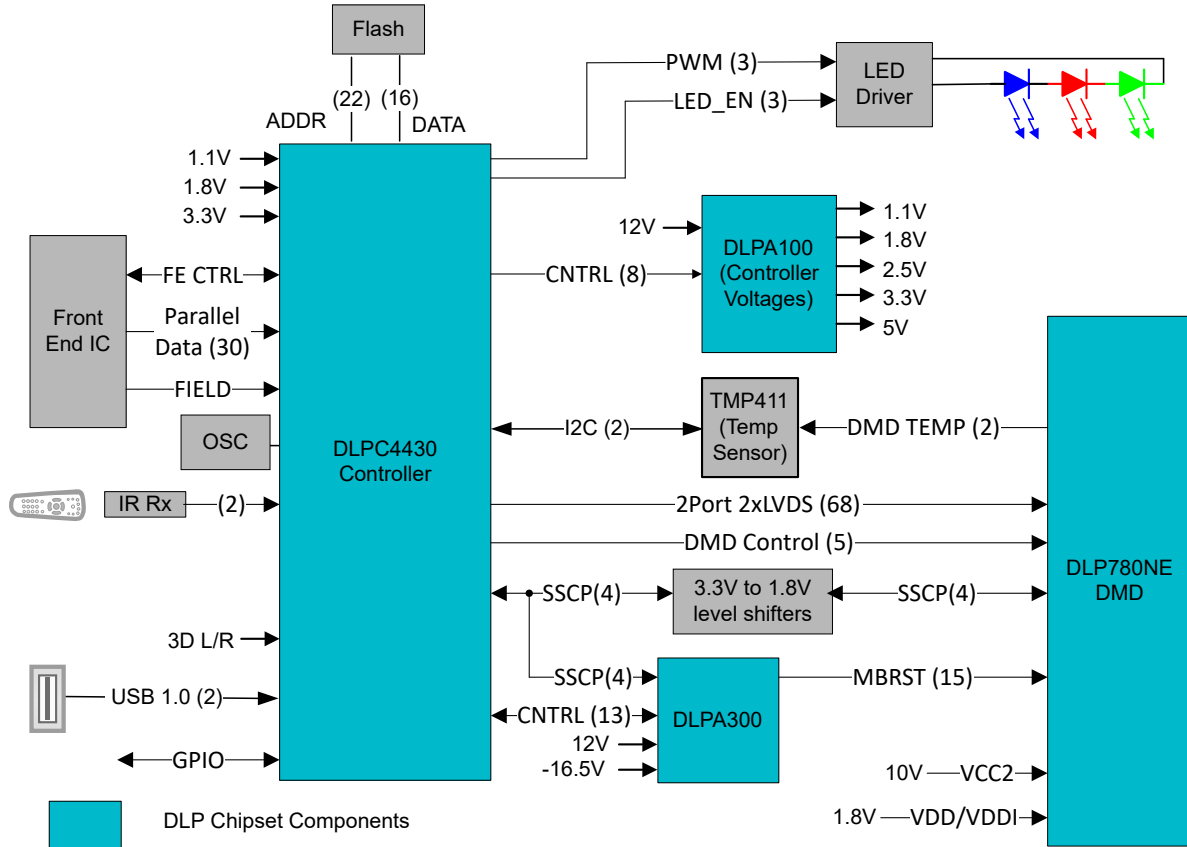 Flash
(22)
(16)
ADDR
DATA
PWM (3)
LED_EN (3)
LED
Driver
1.1V
1.8V
3.3V
12V
DLPA100
(Controller
Voltages)
1.1V
1.8V
2.5V
3.3V
5V
CNTRL (8)
Front
End IC
FE CTRL
Parallel
Data (30)
FIELD
OSC
DLPC4430
Controller
I2C (2)
TMP411
(Temp
Sensor)
DMD TEMP (2)
IR Rx
(2)
2Port 2xLVDS (68)
DMD Control (5)
DLP780NE
DMD
SSCP(4)
3.3V to 1.8V
level shifters
SSCP(4)
3D L/R
SSCP(4)
DLPA300
MBRST (15)
USB 1.0 (2)
CNTRL (13)
12V
-16.5V
GPIO
10V
VCC2
1.8V
VDD/VDDI
DLP Chipset Components